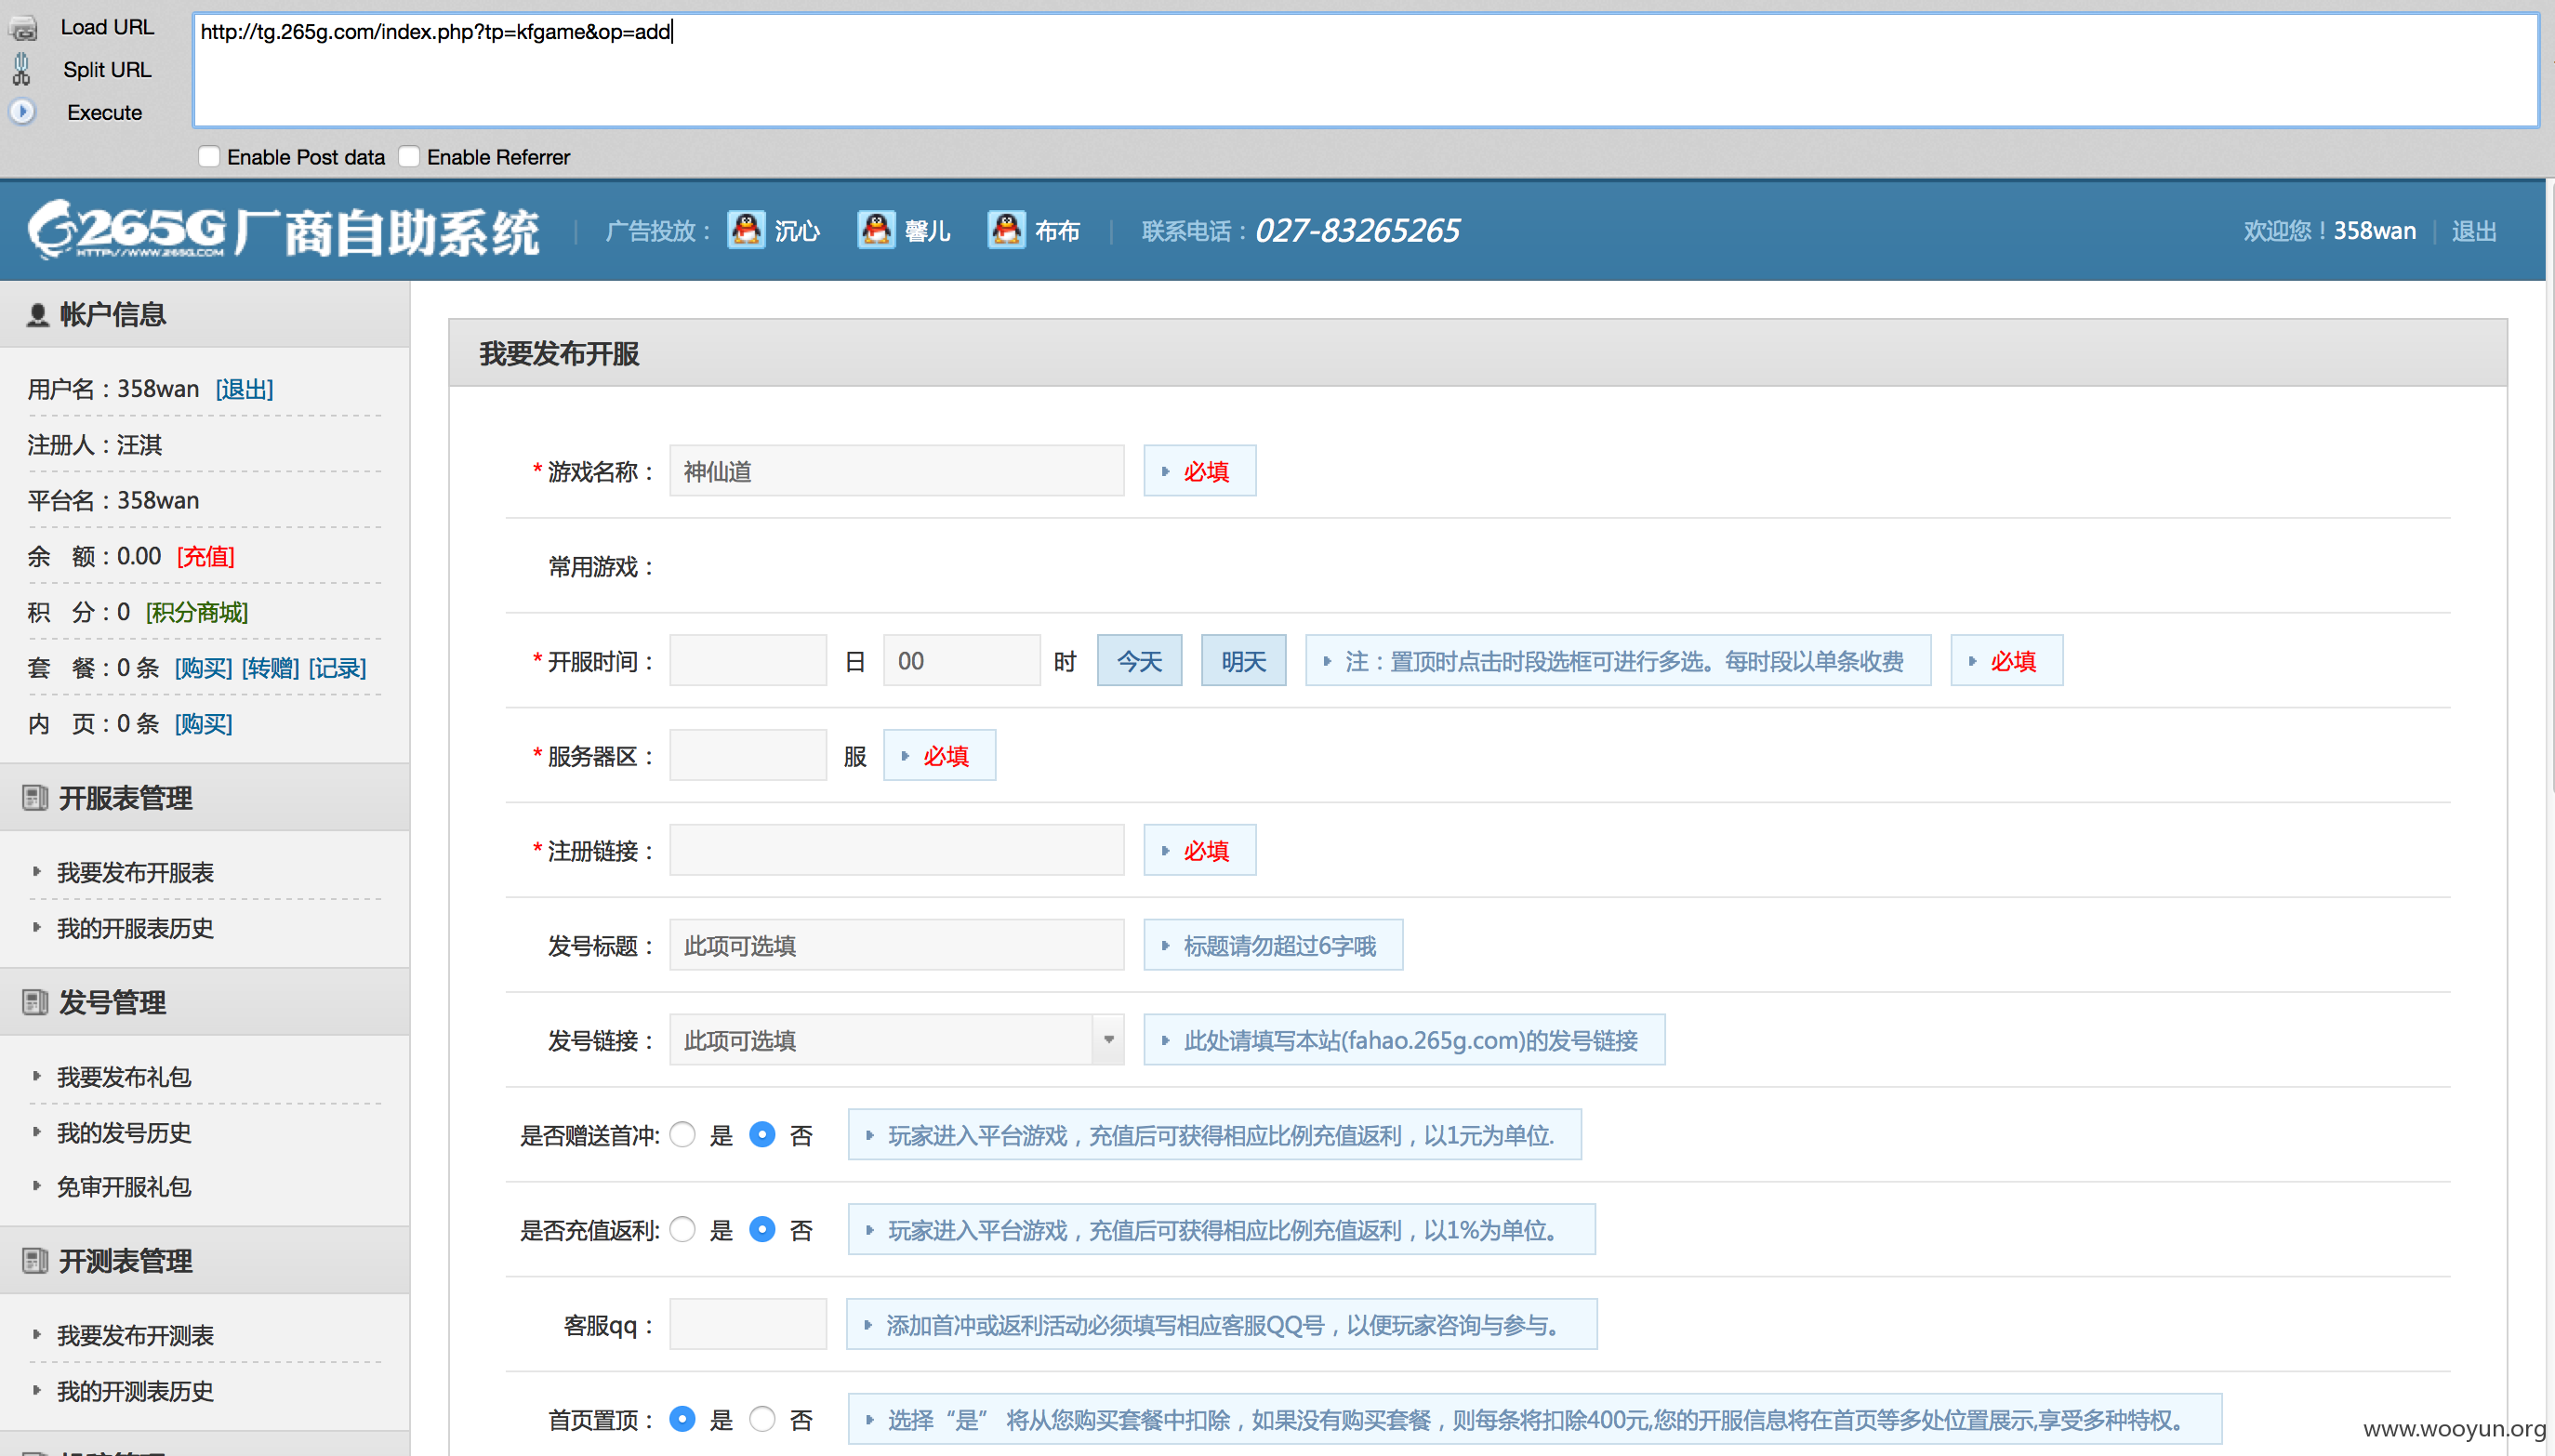 Load URL
http://tg.265g.com/index.php?tp=kfgame&op=add
Split URL
Execute
Enable Post data Enable Referrer
265G厂商自助系统
HTTP://WWW.265G.COM
广告投放： 沉心 馨儿 布布 联系电话：027-83265265
欢迎您！358wan 退出
帐户信息
用户名：358wan [退出]
注册人：汪淇
平台名：358wan
余 额：0.00 [充值]
积 分：0 [积分商城]
套 餐：0 条 [购买] [转赠] [记录]
内 页：0 条 [购买]
开服表管理
我要发布开服表
我的开服表历史
发号管理
我要发布礼包
我的发号历史
免审开服礼包
开测表管理
我要发布开测表
我的开测表历史
我要发布开服
*游戏名称： 神仙道 必填
常用游戏：
*开服时间： 日 00 时 今天 明天 注：置顶时点击时段选框可进行多选。每时段以单条收费 必填
*服务器区： 服 必填
*注册链接： 必填
发号标题： 此项可选填 标题请勿超过6字哦
发号链接： 此项可选填 此处请填写本站(fahao.265g.com)的发号链接
是否赠送首冲: 是 否 玩家进入平台游戏，充值后可获得相应比例充值返利，以1元为单位.
是否充值返利: 是 否 玩家进入平台游戏，充值后可获得相应比例充值返利，以1%为单位。
客服qq： 添加首冲或返利活动必须填写相应客服QQ号，以便玩家咨询与参与。
首页置顶： 是 否 选择“是” 将从您购买套餐中扣除，如果没有购买套餐，则每条将扣除400元,您的开服信息将在首页等多处位置展示,享受多种特权。
www.wooyun.org